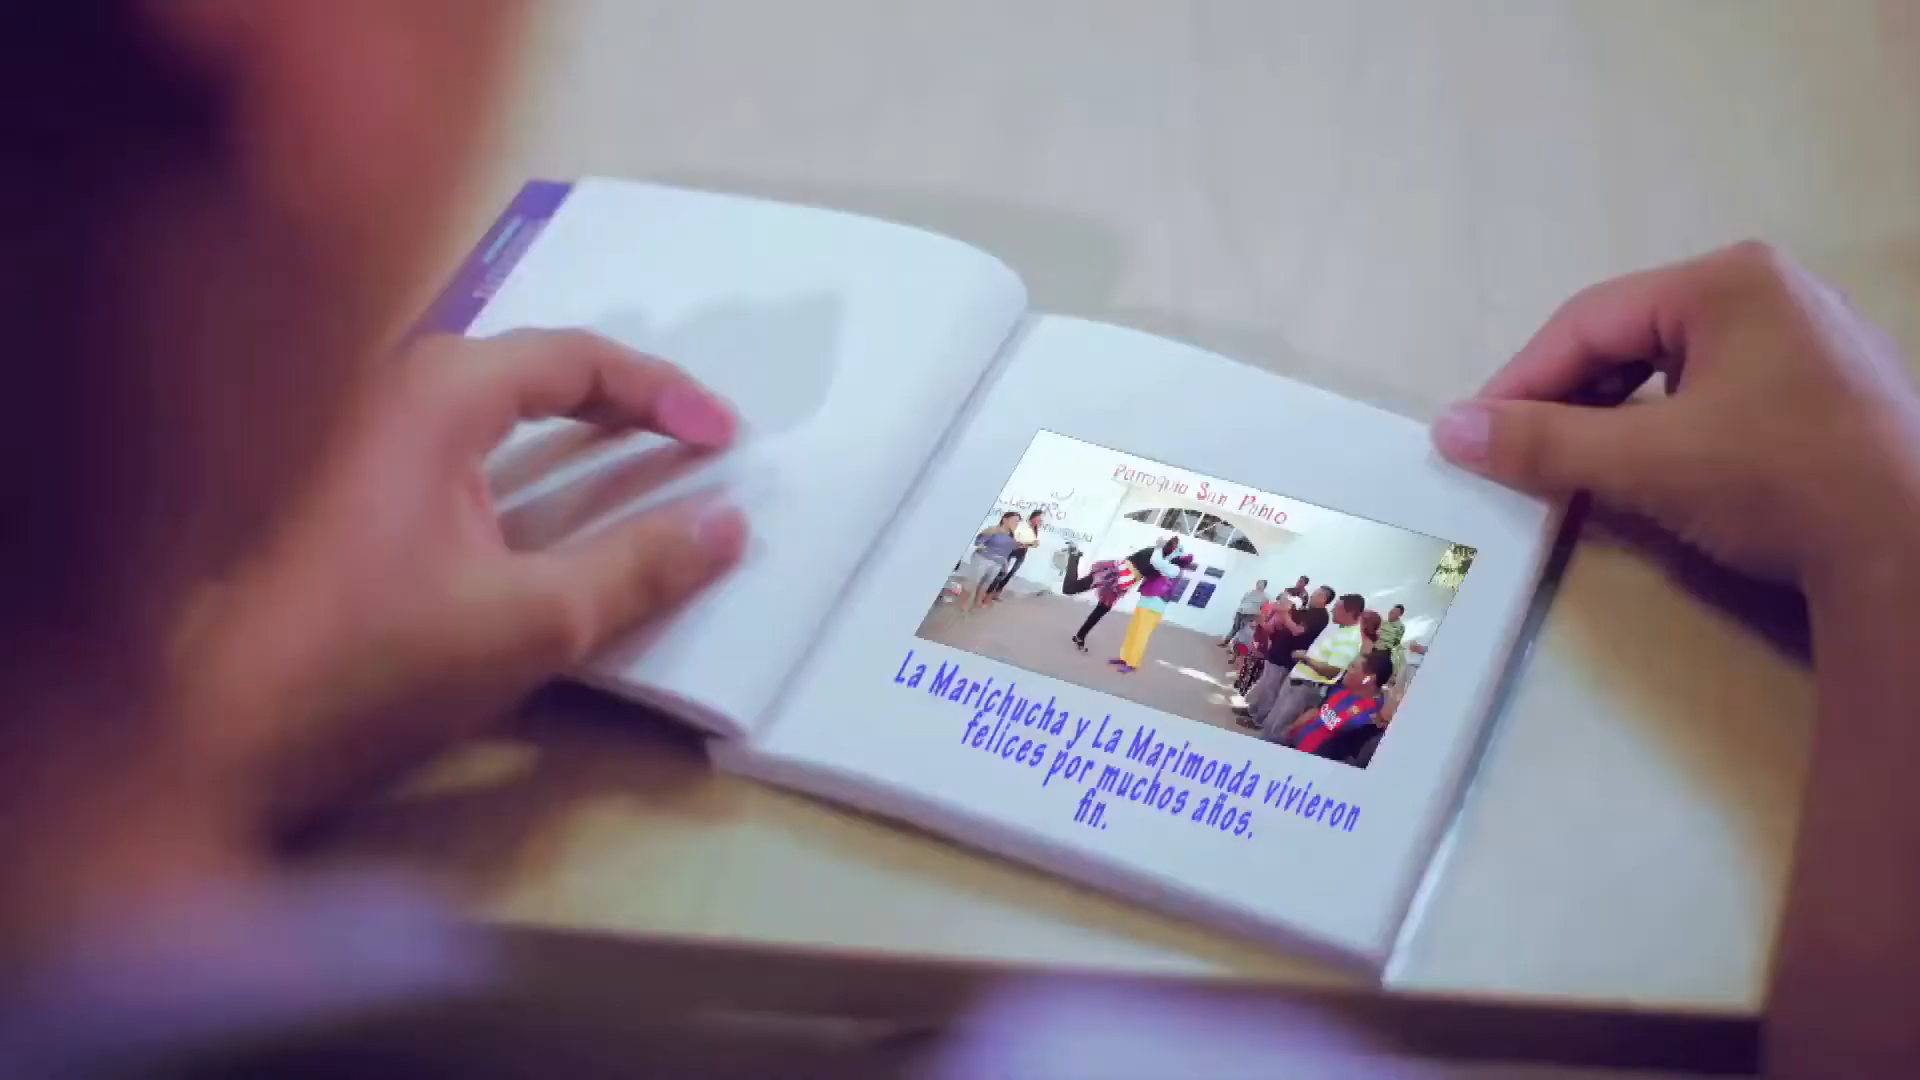 Parroquia San Pablo
La Marichucha y La Marimonda vivieron
felices por muchos años.
fin.